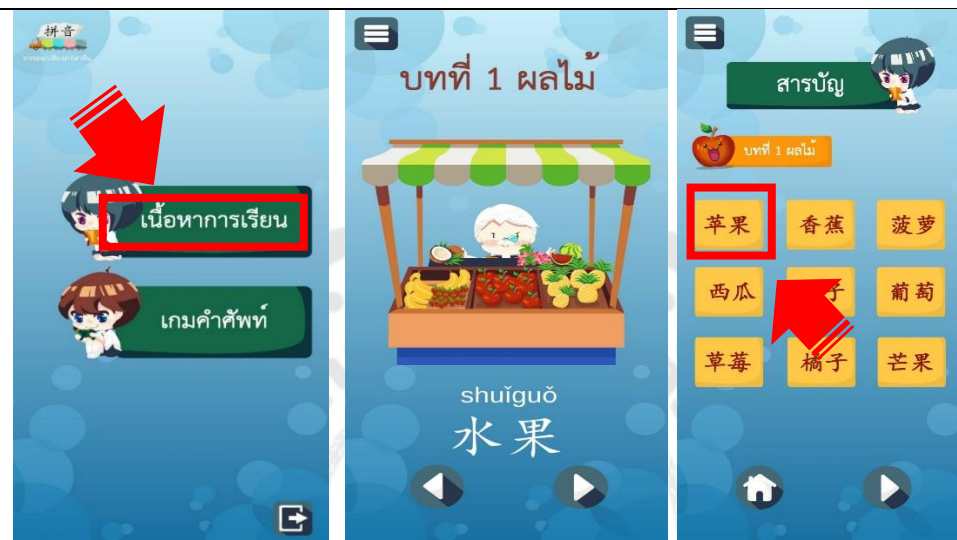 拼音
เนื้อหาการเรียน
เกมคำศัพท์
บทที่ 1 ผลไม้
shuǐguǒ
水果
สารบัญ
บทที่ 1 ผลไม้
苹果 香蕉 菠萝
西瓜 子 葡萄
草莓 橘子 芒果